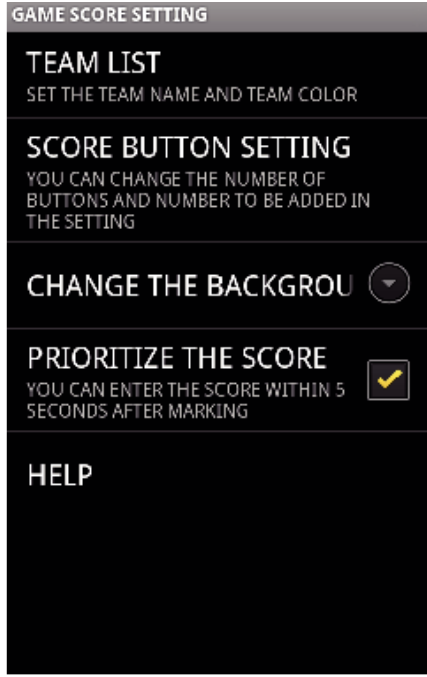 GAME SCORE SETTING
TEAM LIST
SET THE TEAM NAME AND TEAM COLOR
SCORE BUTTON SETTING
YOU CAN CHANGE THE NUMBER OF
BUTTONS AND NUMBER TO BE ADDED IN
THE SETTING
CHANGE THE BACKGROU
PRIORITIZE THE SCORE
YOU CAN ENTER THE SCORE WITHIN 5
SECONDS AFTER MARKING
HELP